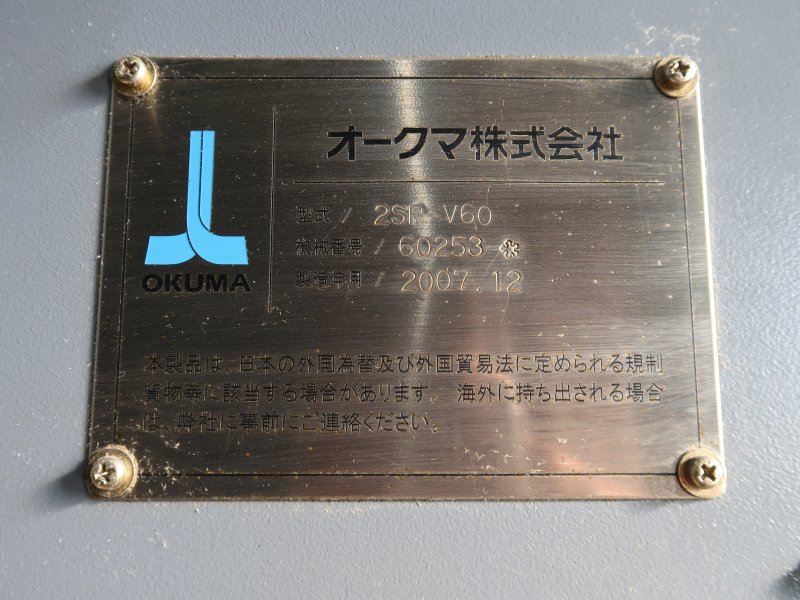 オークマ株式会社
型式 / 2SP-V60
機械番号 / 60253 *
製造年月 / 2007.12
OKUMA
本製品は、日本の外国為替及び外国貿易法に定められる規制
貨物等に該当する場合があります。 海外に持ち出される場合
は、弊社に事前にご連絡ください。